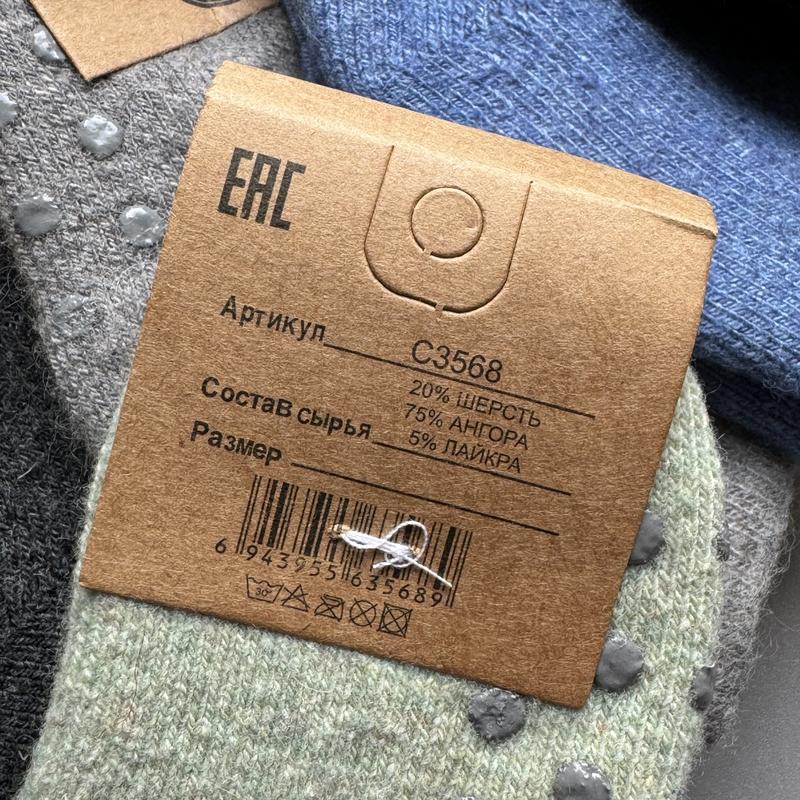 EAC
Артикул C3568
20% ШЕРСТЬ
75% АНГОРА
Состав сырья 5% ЛАЙКРА
Размер
6 943955 635689
30°